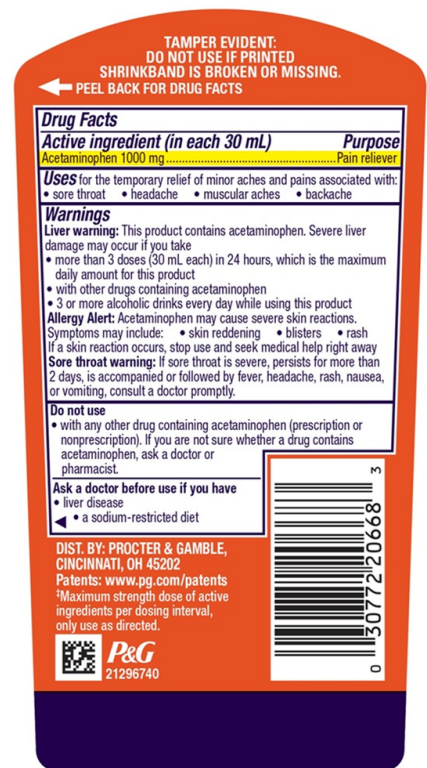 TAMPER EVIDENT:
DO NOT USE IF PRINTED
SHRINKBAND IS BROKEN OR MISSING.
PEEL BACK FOR DRUG FACTS
Drug Facts
Active ingredient (in each 30 mL) Purpose
Acetaminophen 1000 mg......................................................Pain reliever
Uses for the temporary relief of minor aches and pains associated with:
• sore throat • headache • muscular aches • backache
Warnings
Liver warning: This product contains acetaminophen. Severe liver
damage may occur if you take
• more than 3 doses (30 mL each) in 24 hours, which is the maximum
daily amount for this product
• with other drugs containing acetaminophen
• 3 or more alcoholic drinks every day while using this product
Allergy Alert: Acetaminophen may cause severe skin reactions.
Symptoms may include: • skin reddening • blisters • rash
If a skin reaction occurs, stop use and seek medical help right away
Sore throat warning: If sore throat is severe, persists for more than
2 days, is accompanied or followed by fever, headache, rash, nausea,
or vomiting, consult a doctor promptly.
Do not use
• with any other drug containing acetaminophen (prescription or
nonprescription). If you are not sure whether a drug contains
acetaminophen, ask a doctor or
pharmacist.
Ask a doctor before use if you have
• liver disease
• a sodium-restricted diet
DIST. BY: PROCTER & GAMBLE,
CINCINNATI, OH 45202
Patents: www.pg.com/patents
‡Maximum strength dose of active
ingredients per dosing interval,
only use as directed.
P&G
21296740
0 30772 20668 3